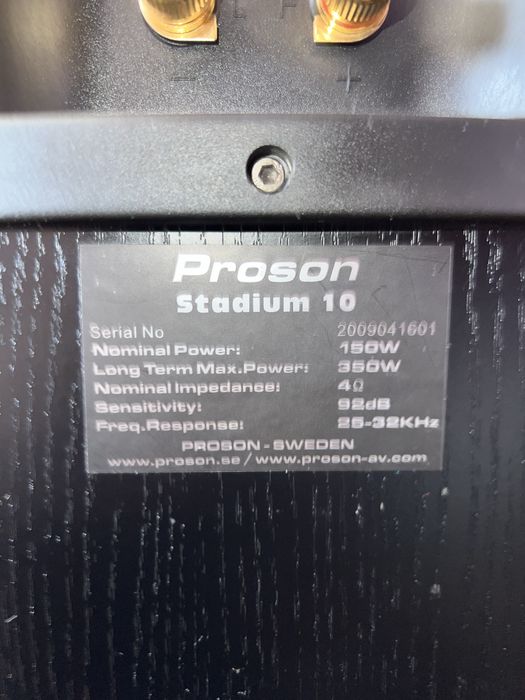 - +
Proson
Stadium 10
Serial No 2009041601
Nominal Power: 150W
Long Term Max.Power: 350W
Nominal Impedance: 4Ω
Sensitivity: 92dB
Freq.Response: 25-32KHz
PROSON - SWEDEN
www.proson.se / www.proson-av.com